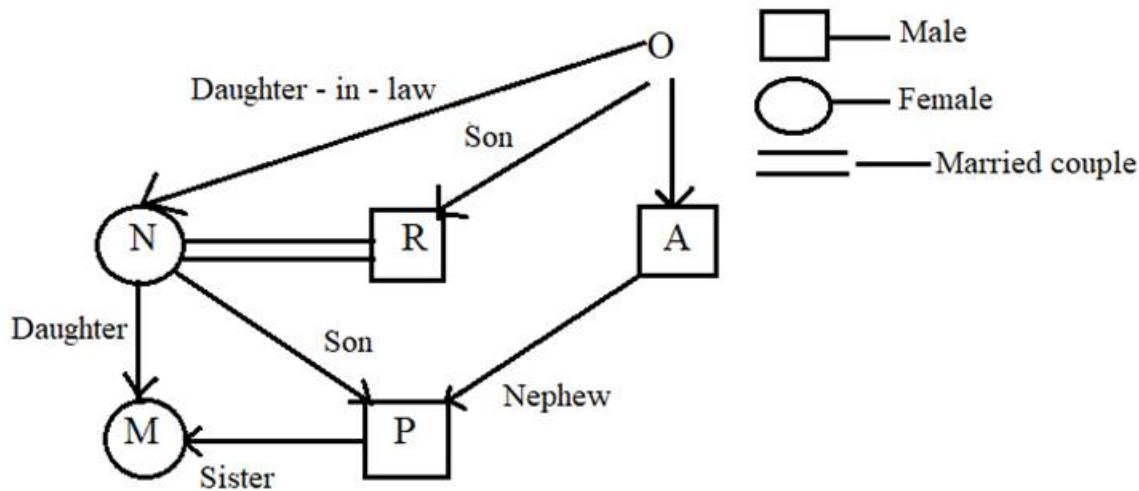 O
Male
Daughter - in - law
Female
Son
Married couple
N
R
A
Daughter
Son
Nephew
M
P
Sister